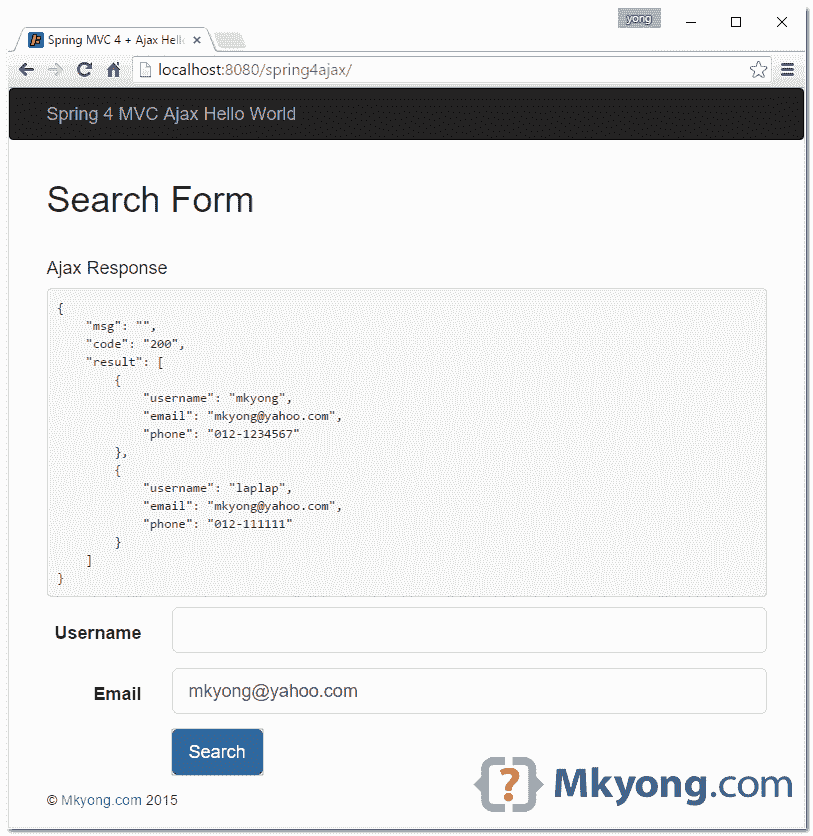 yong
Spring MVC 4 + Ajax Hell
localhost:8080/spring4ajax/
Spring 4 MVC Ajax Hello World
Search Form
Ajax Response
{
    "msg": "",
    "code": "200",
    "result": [
        {
            "username": "mkyong",
            "email": "mkyong@yahoo.com",
            "phone": "012-1234567"
        },
        {
            "username": "laplap",
            "email": "mkyong@yahoo.com",
            "phone": "012-111111"
        }
    ]
}
Username
Email mkyong@yahoo.com
Search
© Mkyong.com 2015
{?} Mkyong.com